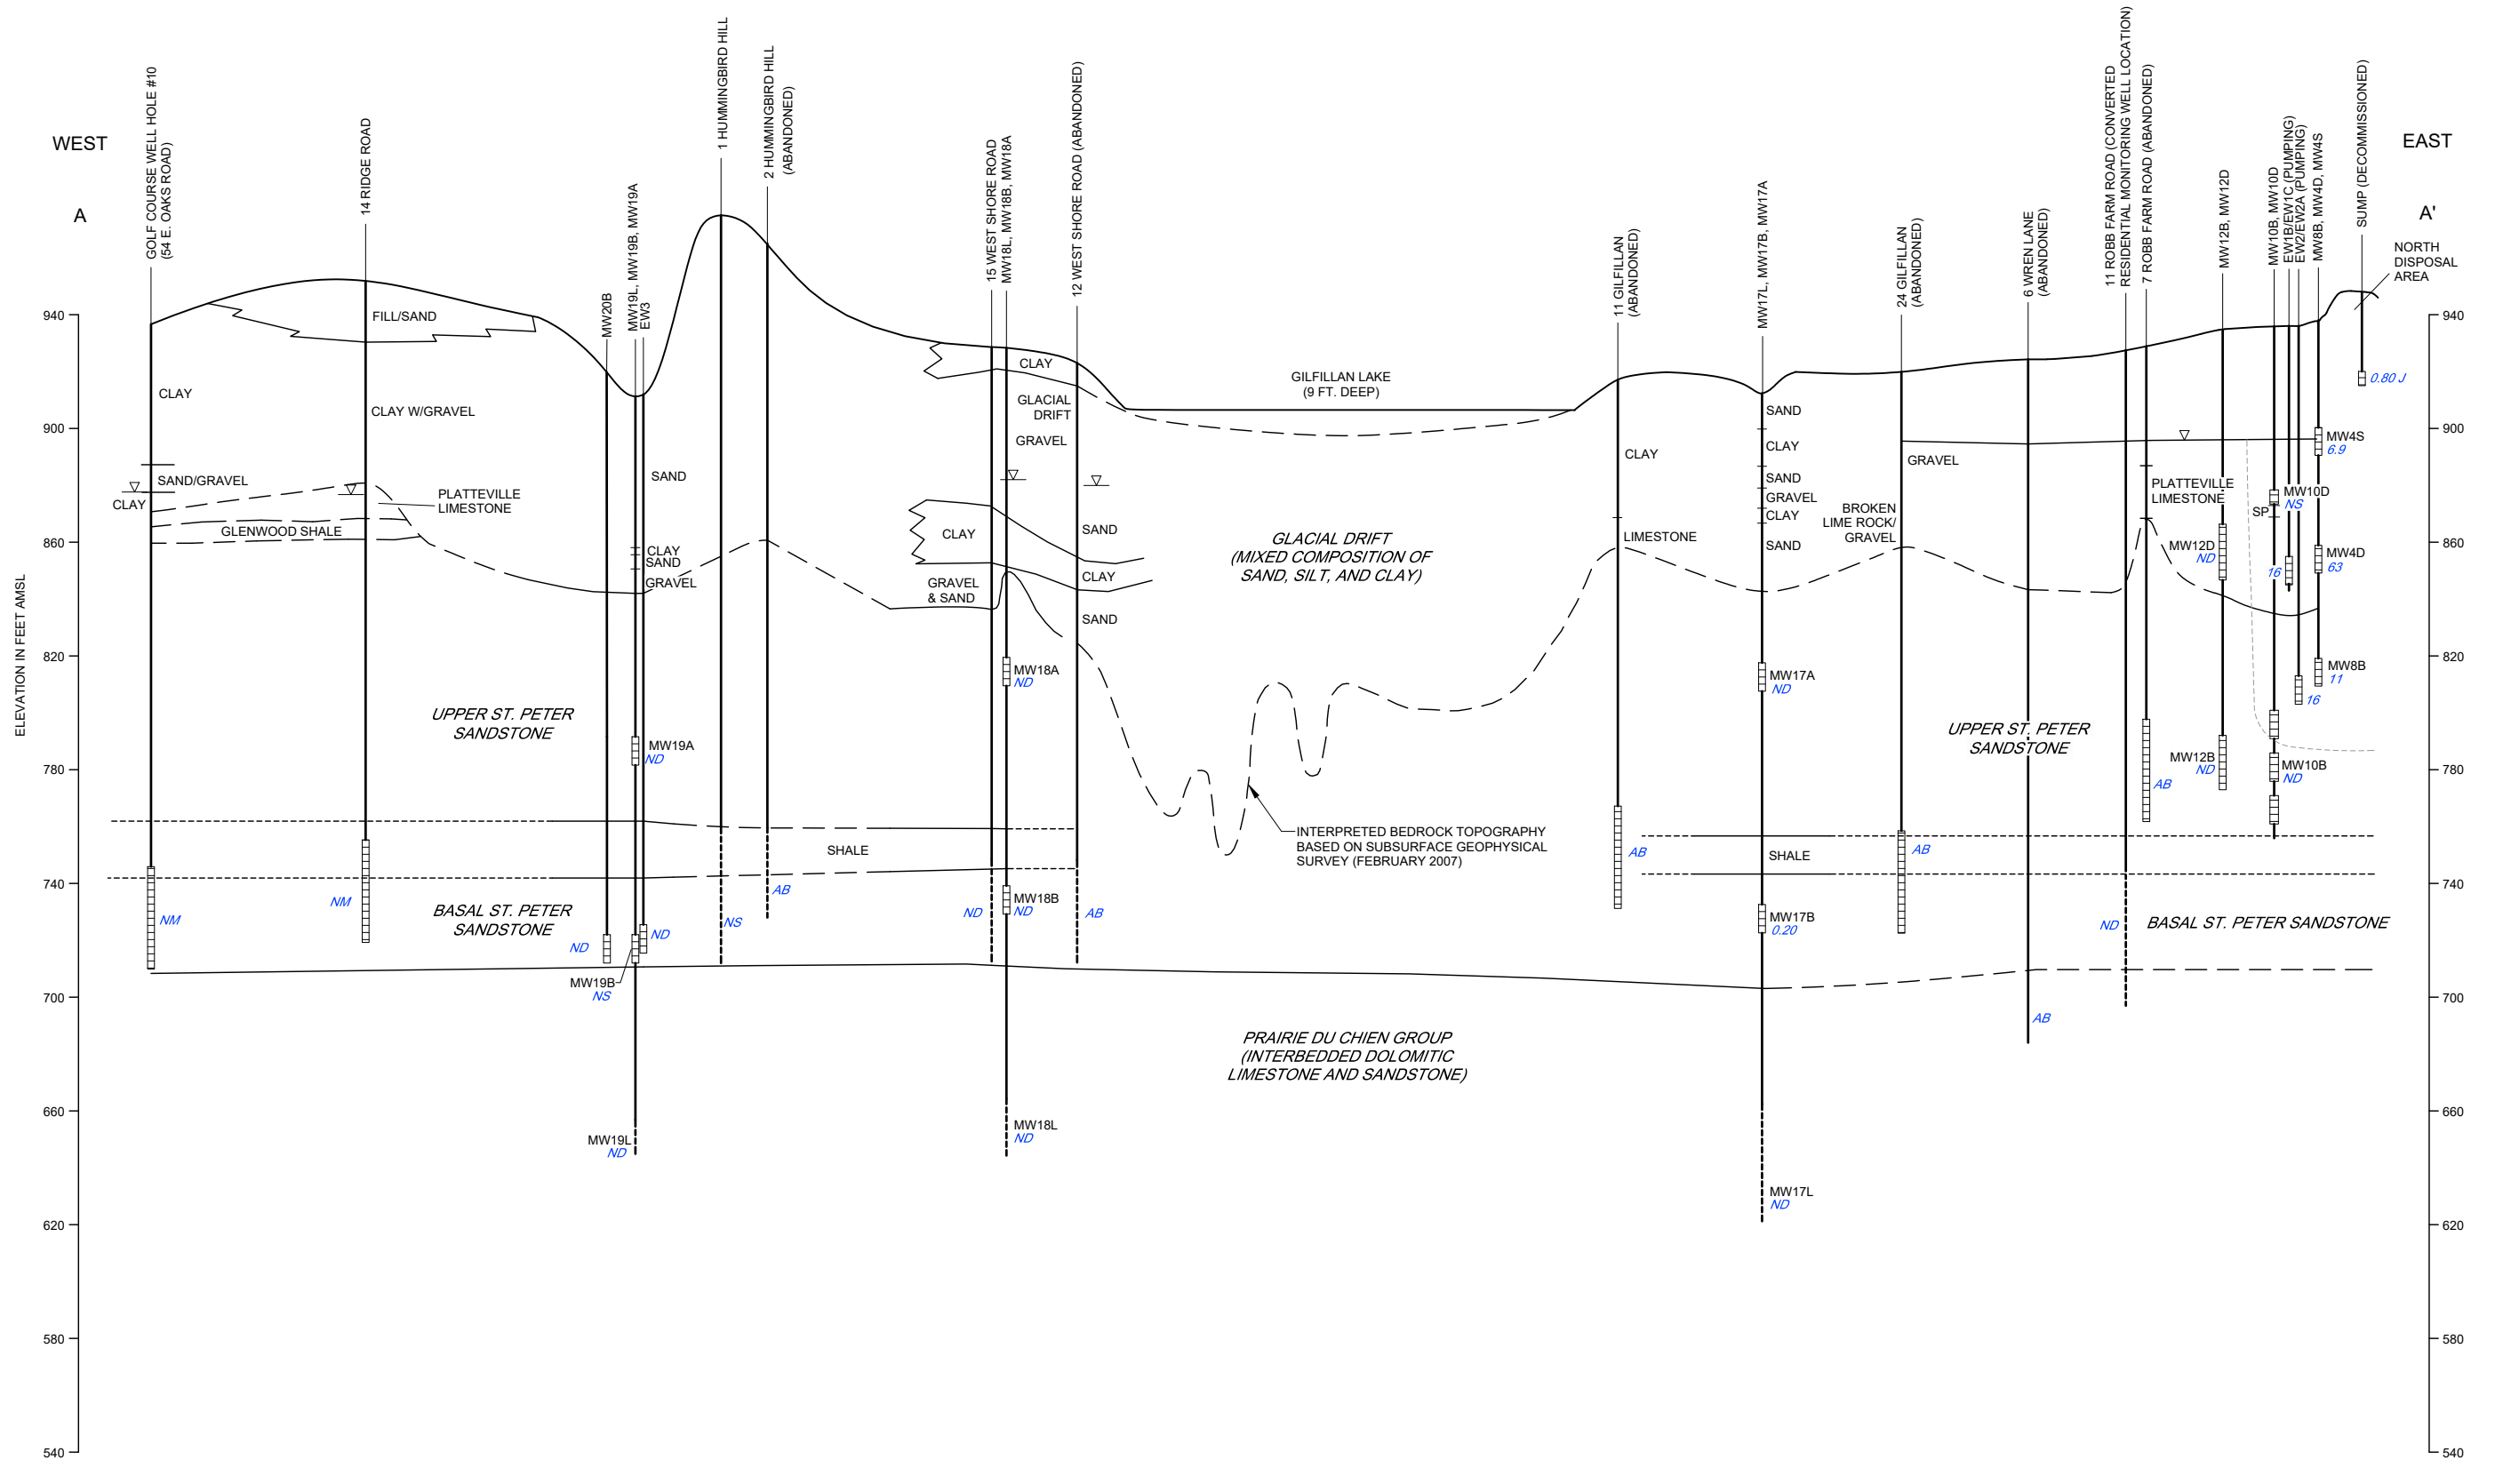 WEST
EAST
A
A'
GOLF COURSE WELL HOLE #10
(54 E. OAKS ROAD)
14 RIDGE ROAD
MW20B
MW19L, MW19B, MW19A
EW3
1 HUMMINGBIRD HILL
2 HUMMINGBIRD HILL
(ABANDONED)
15 WEST SHORE ROAD
MW18L, MW18B, MW18A
12 WEST SHORE ROAD (ABANDONED)
11 GILFILLAN
(ABANDONED)
MW17L, MW17B, MW17A
24 GILFILLAN
(ABANDONED)
6 WREN LANE
(ABANDONED)
11 ROBB FARM ROAD (CONVERTED
RESIDENTIAL MONITORING WELL LOCATION)
7 ROBB FARM ROAD (ABANDONED)
MW12B, MW12D
MW10B, MW10D
EW1B/EW1C (PUMPING)
EW2/EW2A (PUMPING)
MW8B, MW4D, MW4S
SUMP (DECOMMISSIONED)
NORTH
DISPOSAL
AREA
ELEVATION IN FEET AMSL
940
900
860
820
780
740
700
660
620
580
540
940
900
860
820
780
740
700
660
620
580
540
CLAY
SAND/GRAVEL
CLAY
NM
FILL/SAND
CLAY W/GRAVEL
PLATTEVILLE
LIMESTONE
GLENWOOD SHALE
NM
UPPER ST. PETER
SANDSTONE
BASAL ST. PETER
SANDSTONE
SAND
CLAY
SAND
GRAVEL
MW19A
ND
ND
ND
MW19B
NS
MW19L
ND
NS
AB
SHALE
CLAY
GLACIAL
DRIFT
GRAVEL
CLAY
GRAVEL
& SAND
SAND
CLAY
SAND
MW18A
ND
MW18B
ND
ND
AB
MW18L
ND
GILFILLAN LAKE
(9 FT. DEEP)
GLACIAL DRIFT
(MIXED COMPOSITION OF
SAND, SILT, AND CLAY)
INTERPRETED BEDROCK TOPOGRAPHY
BASED ON SUBSURFACE GEOPHYSICAL
SURVEY (FEBRUARY 2007)
PRAIRIE DU CHIEN GROUP
(INTERBEDDED DOLOMITIC
LIMESTONE AND SANDSTONE)
CLAY
LIMESTONE
AB
SAND
CLAY
SAND
GRAVEL
CLAY
SAND
MW17A
ND
SHALE
MW17B
0.20
MW17L
ND
GRAVEL
BROKEN
LIME ROCK/
GRAVEL
AB
UPPER ST. PETER
SANDSTONE
BASAL ST. PETER SANDSTONE
AB
ND
PLATTEVILLE
LIMESTONE
AB
MW12D
ND
MW12B
ND
SP
MW10D
NS
16
16
MW10B
ND
MW4S
6.9
MW4D
63
MW8B
11
0.80 J